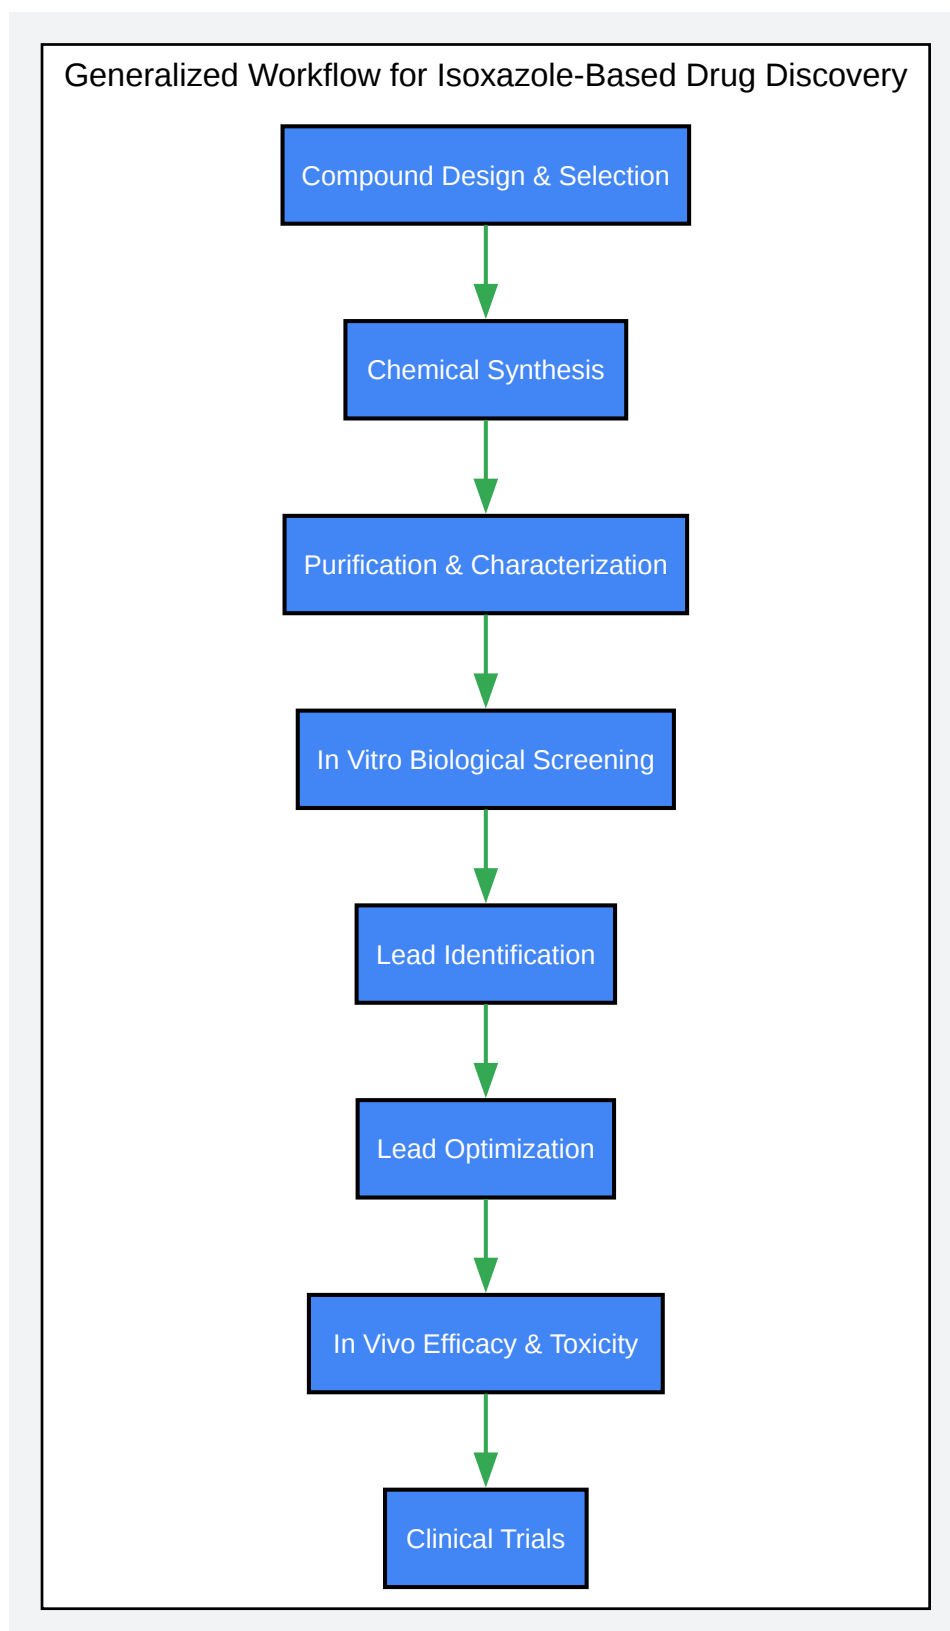 Generalized Workflow for Isoxazole-Based Drug Discovery
Compound Design & Selection
Chemical Synthesis
Purification & Characterization
In Vitro Biological Screening
Lead Identification
Lead Optimization
In Vivo Efficacy & Toxicity
Clinical Trials